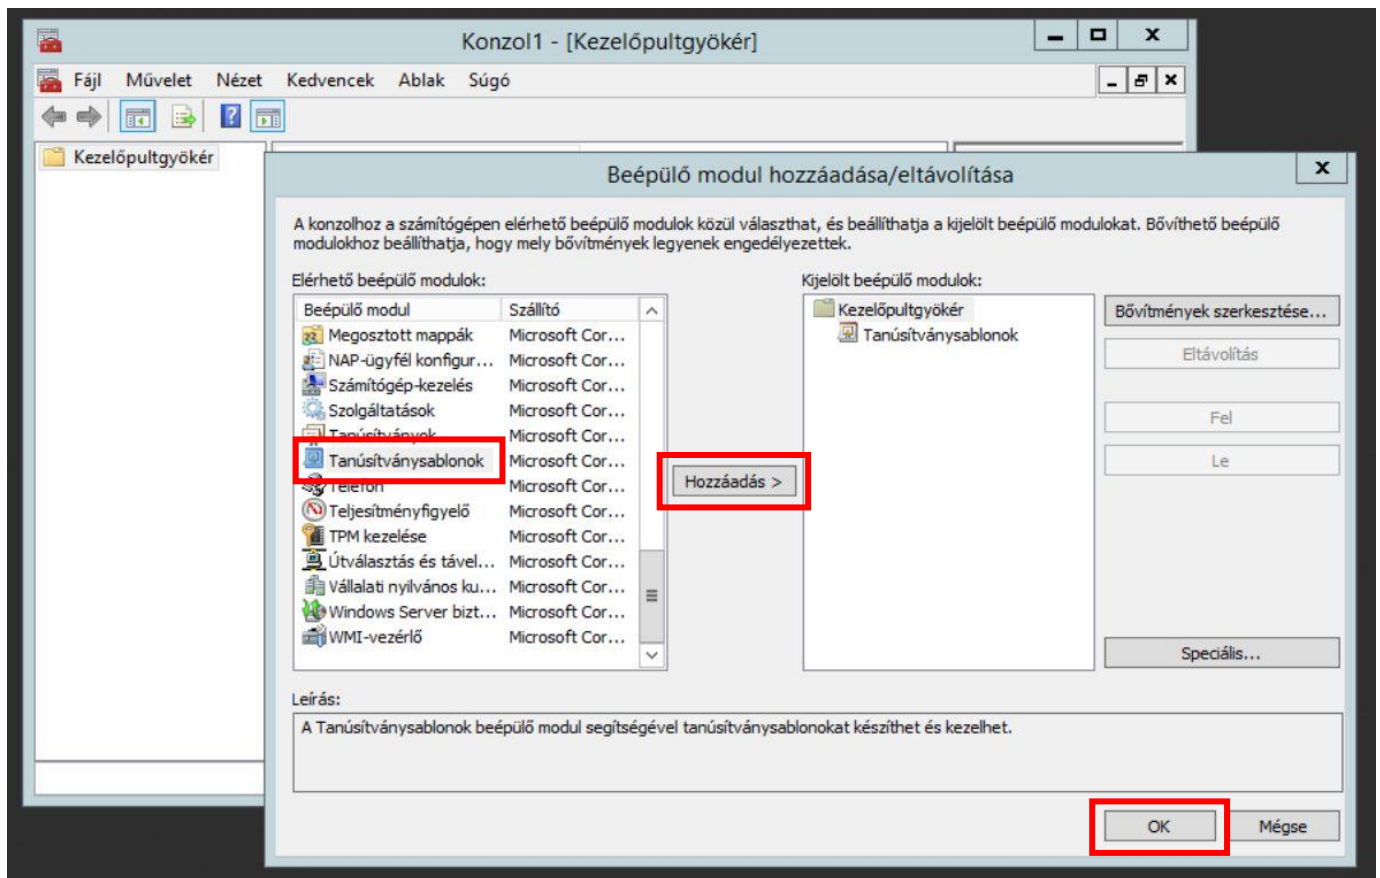 Konzol1 - [Kezelőpultgyökér]
Fájl Művelet Nézet Kedvencek Ablak Súgó
Kezelőpultgyökér
Beépülő modul hozzáadása/eltávolítása
A konzolhoz a számítógépen elérhető beépülő modulok közül választhat, és beállíthatja a kijelölt beépülő modulokat. Bővíthető beépülő
modulokhoz beállíthatja, hogy mely bővítmények legyenek engedélyezettek.
Elérhető beépülő modulok:
Beépülő modul Szállító
Megosztott mappák Microsoft Cor...
NAP-ügyfél konfigur... Microsoft Cor...
Számítógép-kezelés Microsoft Cor...
Szolgáltatások Microsoft Cor...
Tanúsítványok Microsoft Cor...
Tanúsítványsablonok Microsoft Cor...
Telefon Microsoft Cor...
Teljesítményfigyelő Microsoft Cor...
TPM kezelése Microsoft Cor...
Útválasztás és tável... Microsoft Cor...
Vállalati nyilvános ku... Microsoft Cor...
Windows Server bizt... Microsoft Cor...
WMI-vezérlő Microsoft Cor...
Hozzáadás >
Kijelölt beépülő modulok:
Kezelőpultgyökér
Tanúsítványsablonok
Bővítmények szerkesztése...
Eltávolítás
Fel
Le
Speciális...
Leírás:
A Tanúsítványsablonok beépülő modul segítségével tanúsítványsablonokat készíthet és kezelhet.
OK Mégse